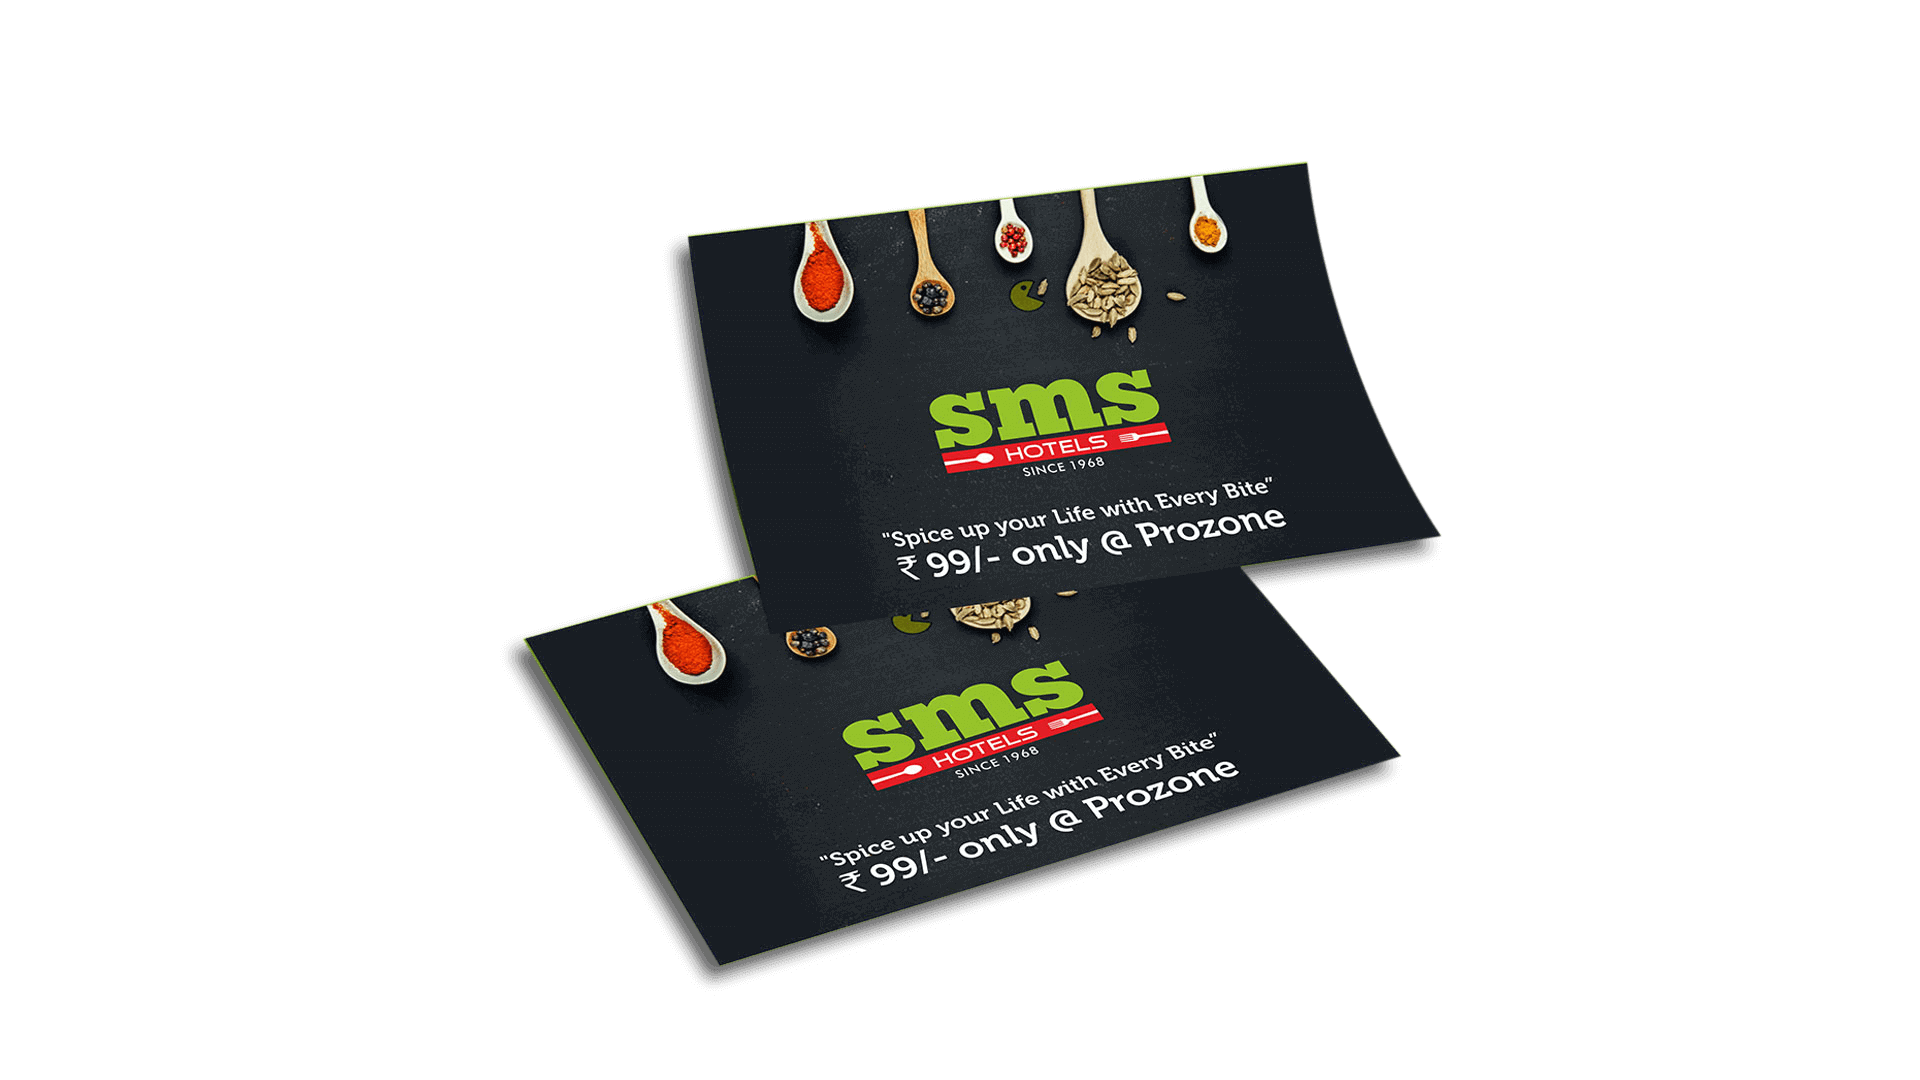 sms
HOTELS
SINCE 1968
"Spice up your Life with Every Bite”
₹ 99/- only @ Prozone
sms
HOTELS
SINCE 1968
"Spice up your Life with Every Bite”
₹ 99/- only @ Prozone